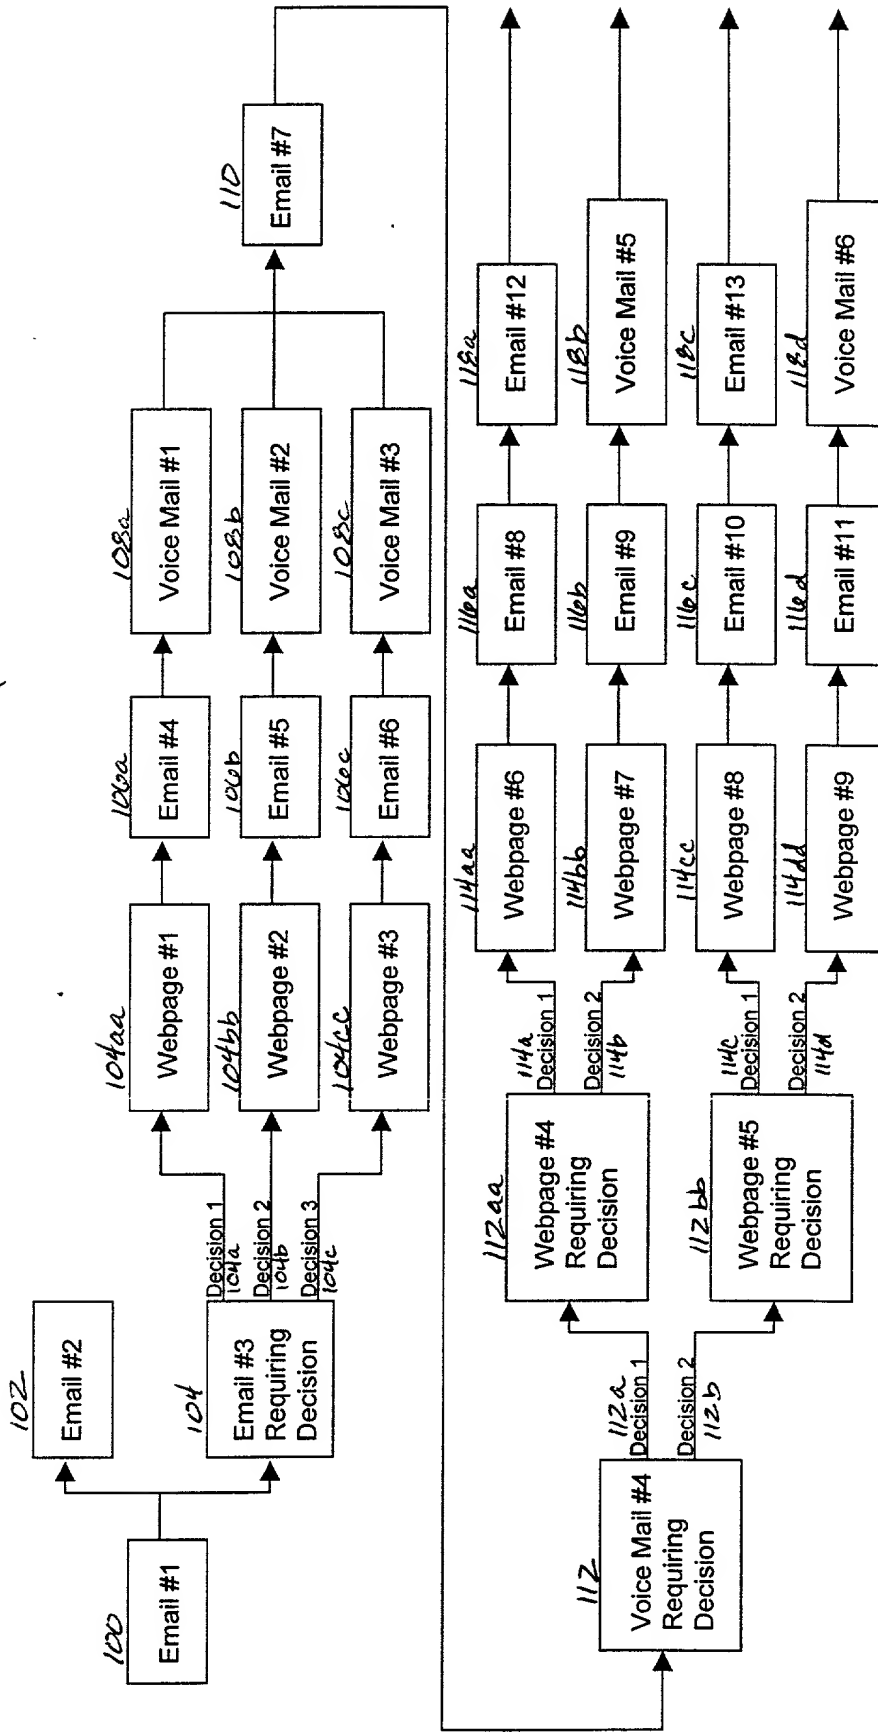 100
Email #1
102
Email #2
104
Email #3
Requiring
Decision
Decision 1
104a
Decision 2
104b
Decision 3
104c
104aa
Webpage #1
104bb
Webpage #2
104cc
Webpage #3
106a
Email #4
106b
Email #5
106c
Email #6
108a
Voice Mail #1
108b
Voice Mail #2
108c
Voice Mail #3
110
Email #7
112
Voice Mail #4
Requiring
Decision
112a
Decision 1
Decision 2
112b
112aa
Webpage #4
Requiring
Decision
112bb
Webpage #5
Requiring
Decision
114a
Decision 1
Decision 2
114b
114c
Decision 1
Decision 2
114d
114aa
Webpage #6
114bb
Webpage #7
114cc
Webpage #8
114dd
Webpage #9
116a
Email #8
116b
Email #9
116c
Email #10
116d
Email #11
118a
Email #12
118b
Voice Mail #5
118c
Email #13
118d
Voice Mail #6